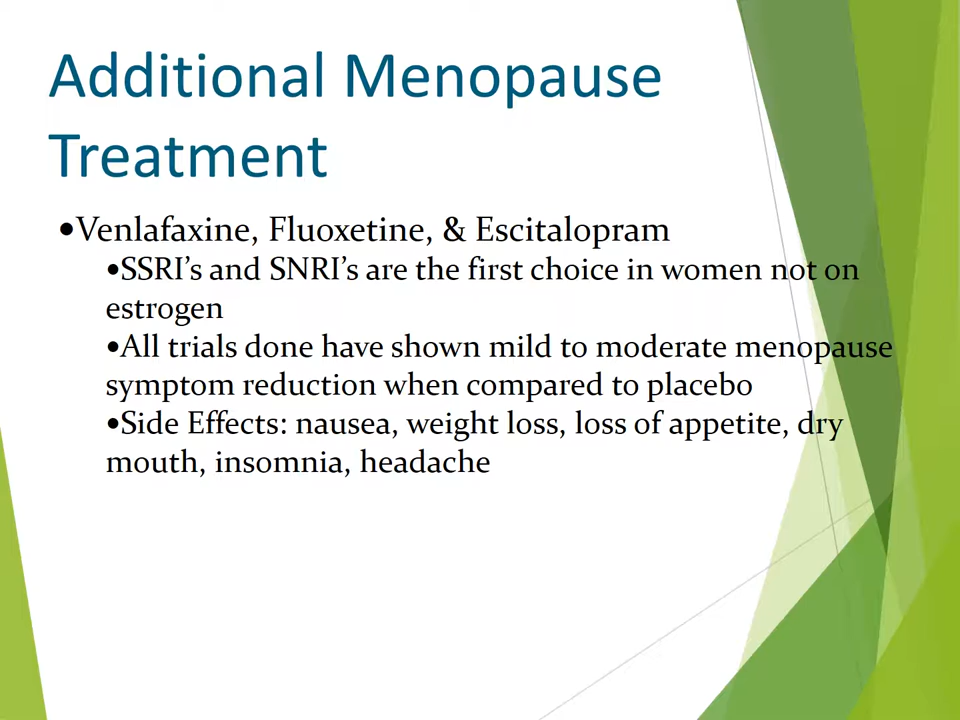 Additional Menopause
Treatment
•Venlafaxine, Fluoxetine, & Escitalopram
•SSRI's and SNRI's are the first choice in women not on
estrogen
•All trials done have shown mild to moderate menopause
symptom reduction when compared to placebo
•Side Effects: nausea, weight loss, loss of appetite, dry
mouth, insomnia, headache